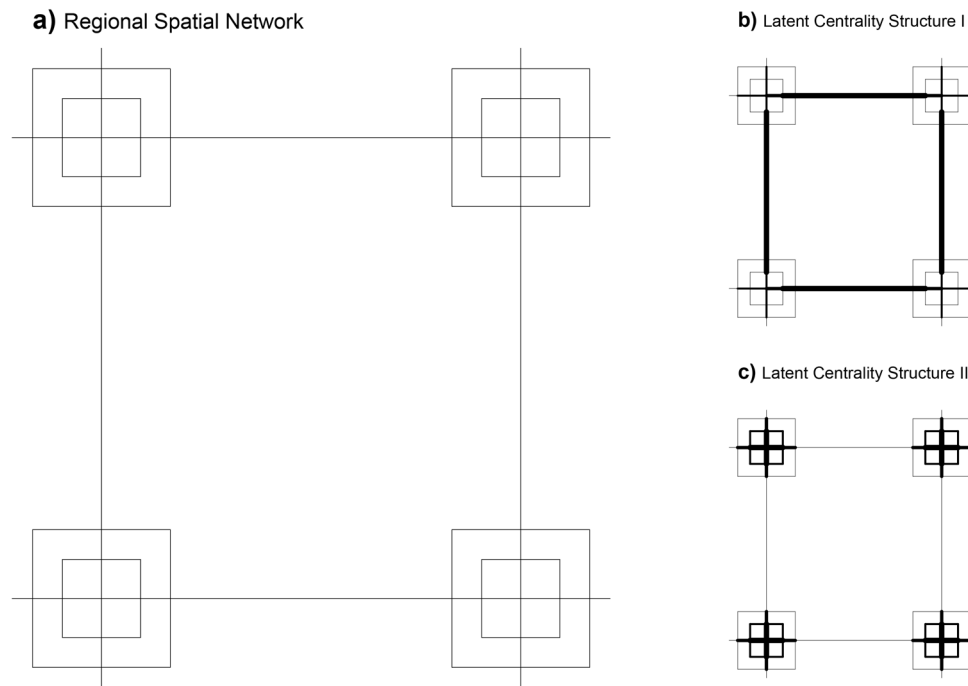 a) Regional Spatial Network
b) Latent Centrality Structure I
c) Latent Centrality Structure II